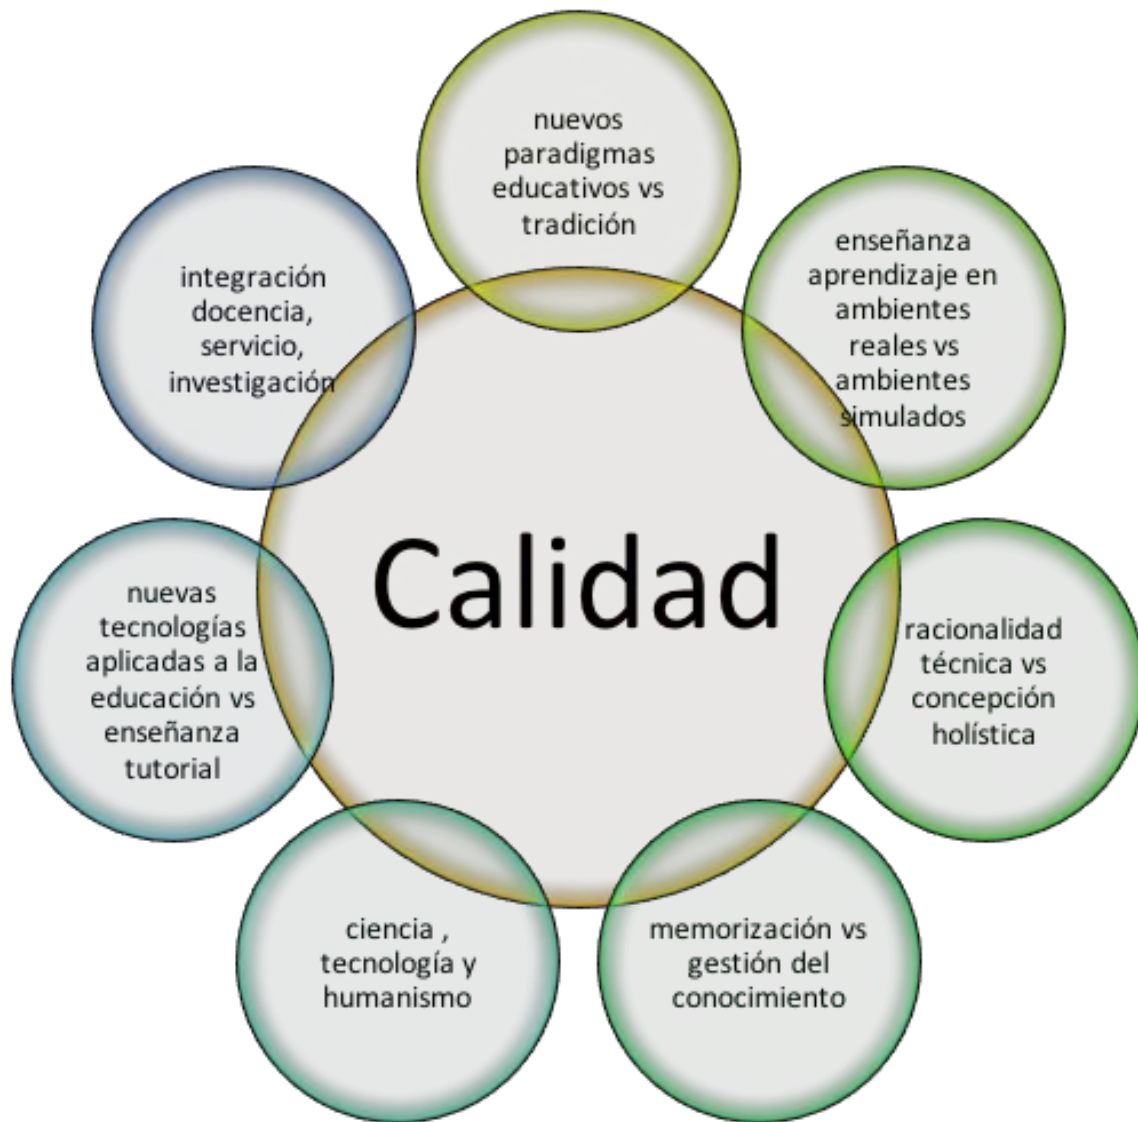 nuevos
paradigmas
educativos vs
tradición
enseñanza
aprendizaje en
ambientes
reales vs
ambientes
simulados
racionalidad
técnica vs
concepción
holística
memorización vs
gestión del
conocimiento
ciencia ,
tecnología y
humanismo
nuevas
tecnologías
aplicadas a la
educación vs
enseñanza
tutorial
integración
docencia,
servicio,
investigación
Calidad